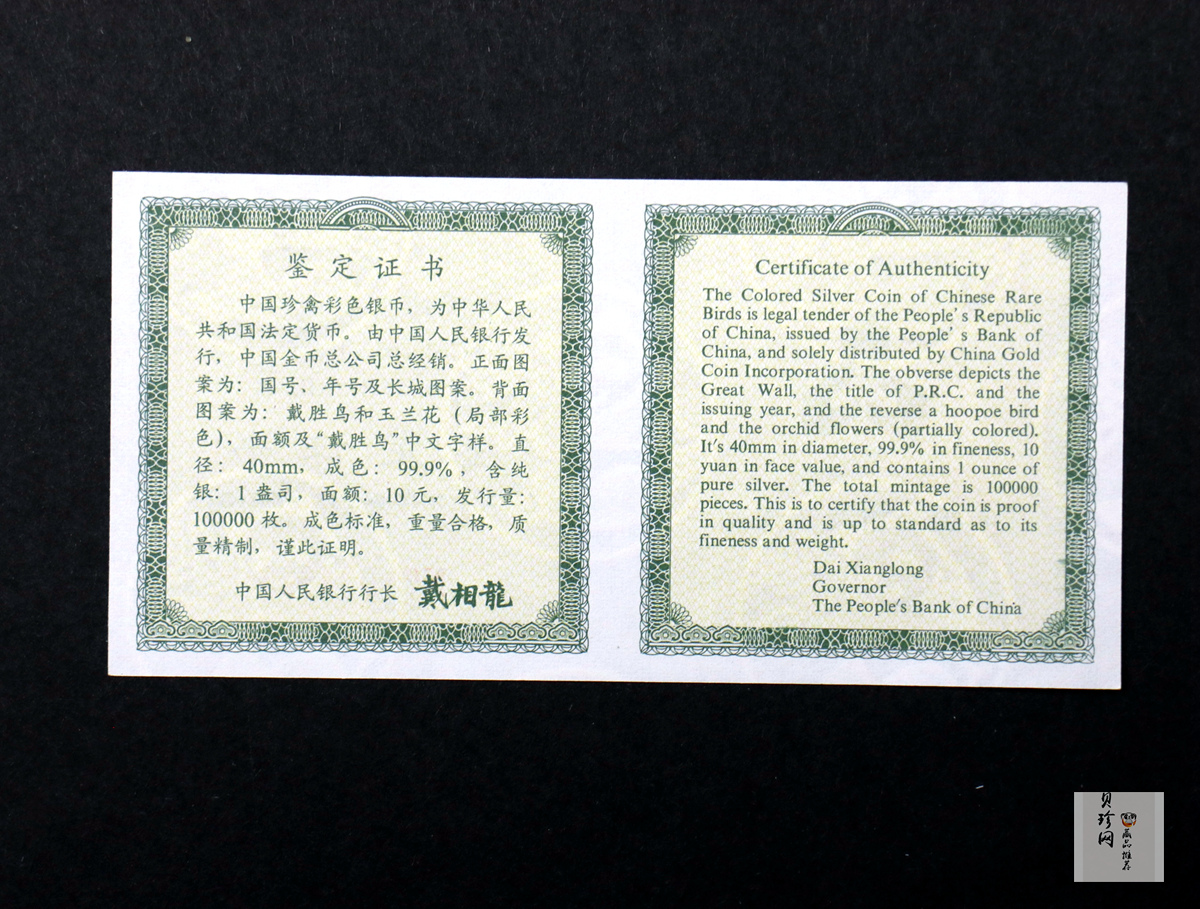 鉴定证书
中国珍禽彩色银币，为中华人民
共和国法定货币。由中国人民银行发
行，中国金币总公司总经销。正面图
案为：国号、年号及长城图案。背面
图案为：戴胜鸟和玉兰花（局部彩
色），面额及“戴胜鸟”中文字样。直
径：40mm，成色：99.9%，含纯
银：1盎司，面额：10元，发行量：
100000枚。成色标准，重量合格，质
量精制，谨此证明。
中国人民银行行长 戴相龍
Certificate of Authenticity
The Colored Silver Coin of Chinese Rare
Birds is legal tender of the People's Republic
of China, issued by the People's Bank of
China, and solely distributed by China Gold
Coin Incorporation. The obverse depicts the
Great Wall, the title of P.R.C. and the
issuing year, and the reverse a hoopoe bird
and the orchid flowers (partially colored).
It's 40mm in diameter, 99.9% in fineness, 10
yuan in face value, and contains 1 ounce of
pure silver. The total mintage is 100000
pieces. This is to certify that the coin is proof
in quality and is up to standard as to its
fineness and weight.
Dai Xianglong
Governor
The People's Bank of China
贝珍网
藏品推荐